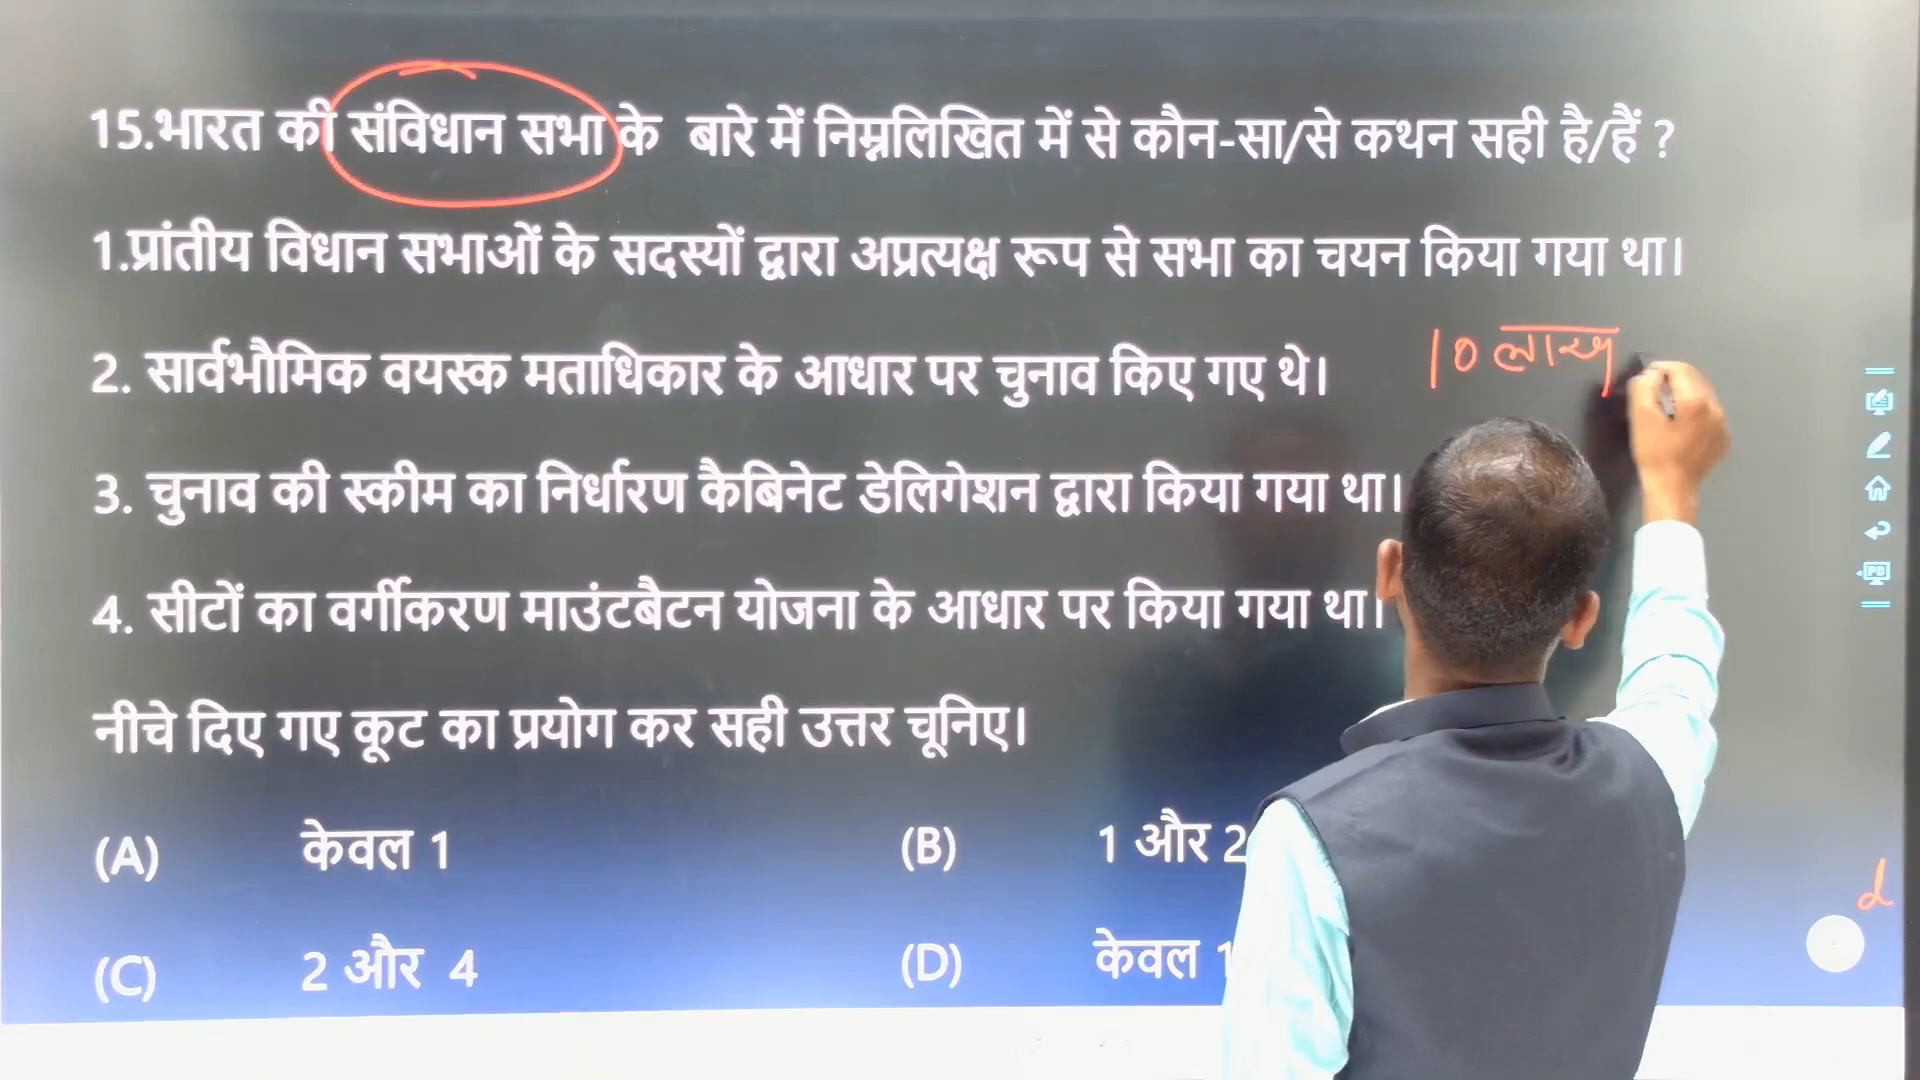 15.भारत की संविधान सभा के बारे में निम्नलिखित में से कौन-सा/से कथन सही है/हैं ?
1.प्रांतीय विधान सभाओं के सदस्यों द्वारा अप्रत्यक्ष रूप से सभा का चयन किया गया था।
2. सार्वभौमिक वयस्क मताधिकार के आधार पर चुनाव किए गए थे।
10 लाख
3. चुनाव की स्कीम का निर्धारण कैबिनेट डेलिगेशन द्वारा किया गया था।
4. सीटों का वर्गीकरण माउंटबैटन योजना के आधार पर किया गया था।
नीचे दिए गए कूट का प्रयोग कर सही उत्तर चूनिए।
(A) केवल 1 (B) 1 और 2
(C) 2 और 4 (D) केवल 1
d